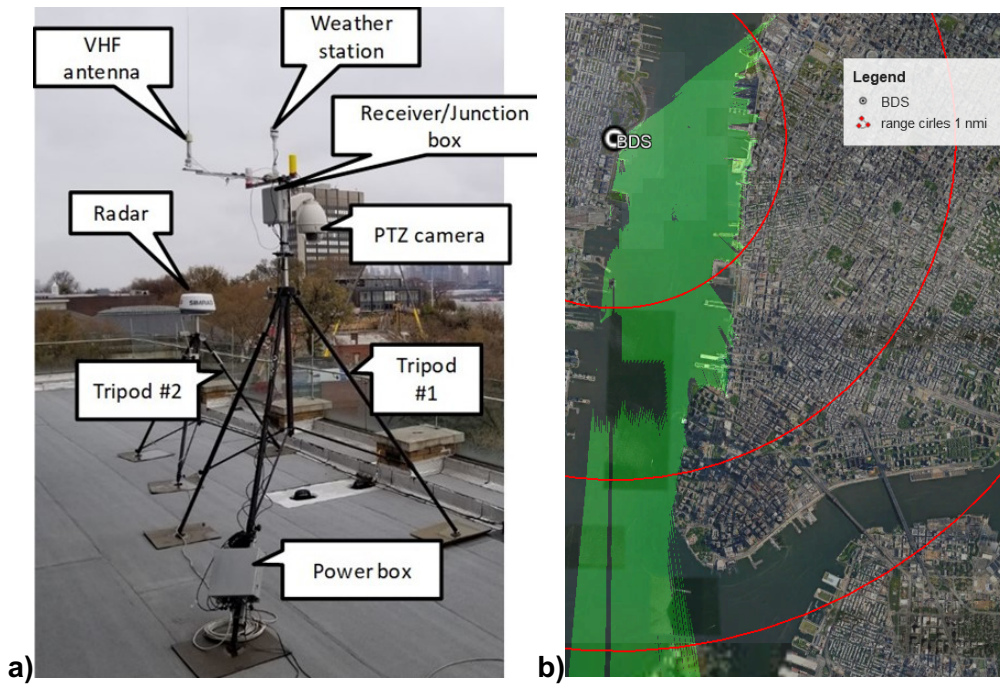 VHF
antenna
Weather
station
Receiver/Junction
box
Radar
PTZ camera
SIMRAD
Tripod #2
Tripod
#1
Power box
a)
BDS
Legend
BDS
range cirles 1 nmi
b)